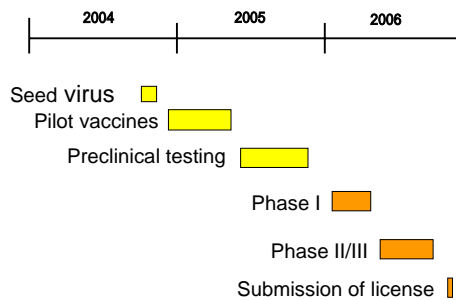 2004 2005 2006
Seed virus
Pilot vaccines
Preclinical testing
Phase I
Phase II/III
Submission of license